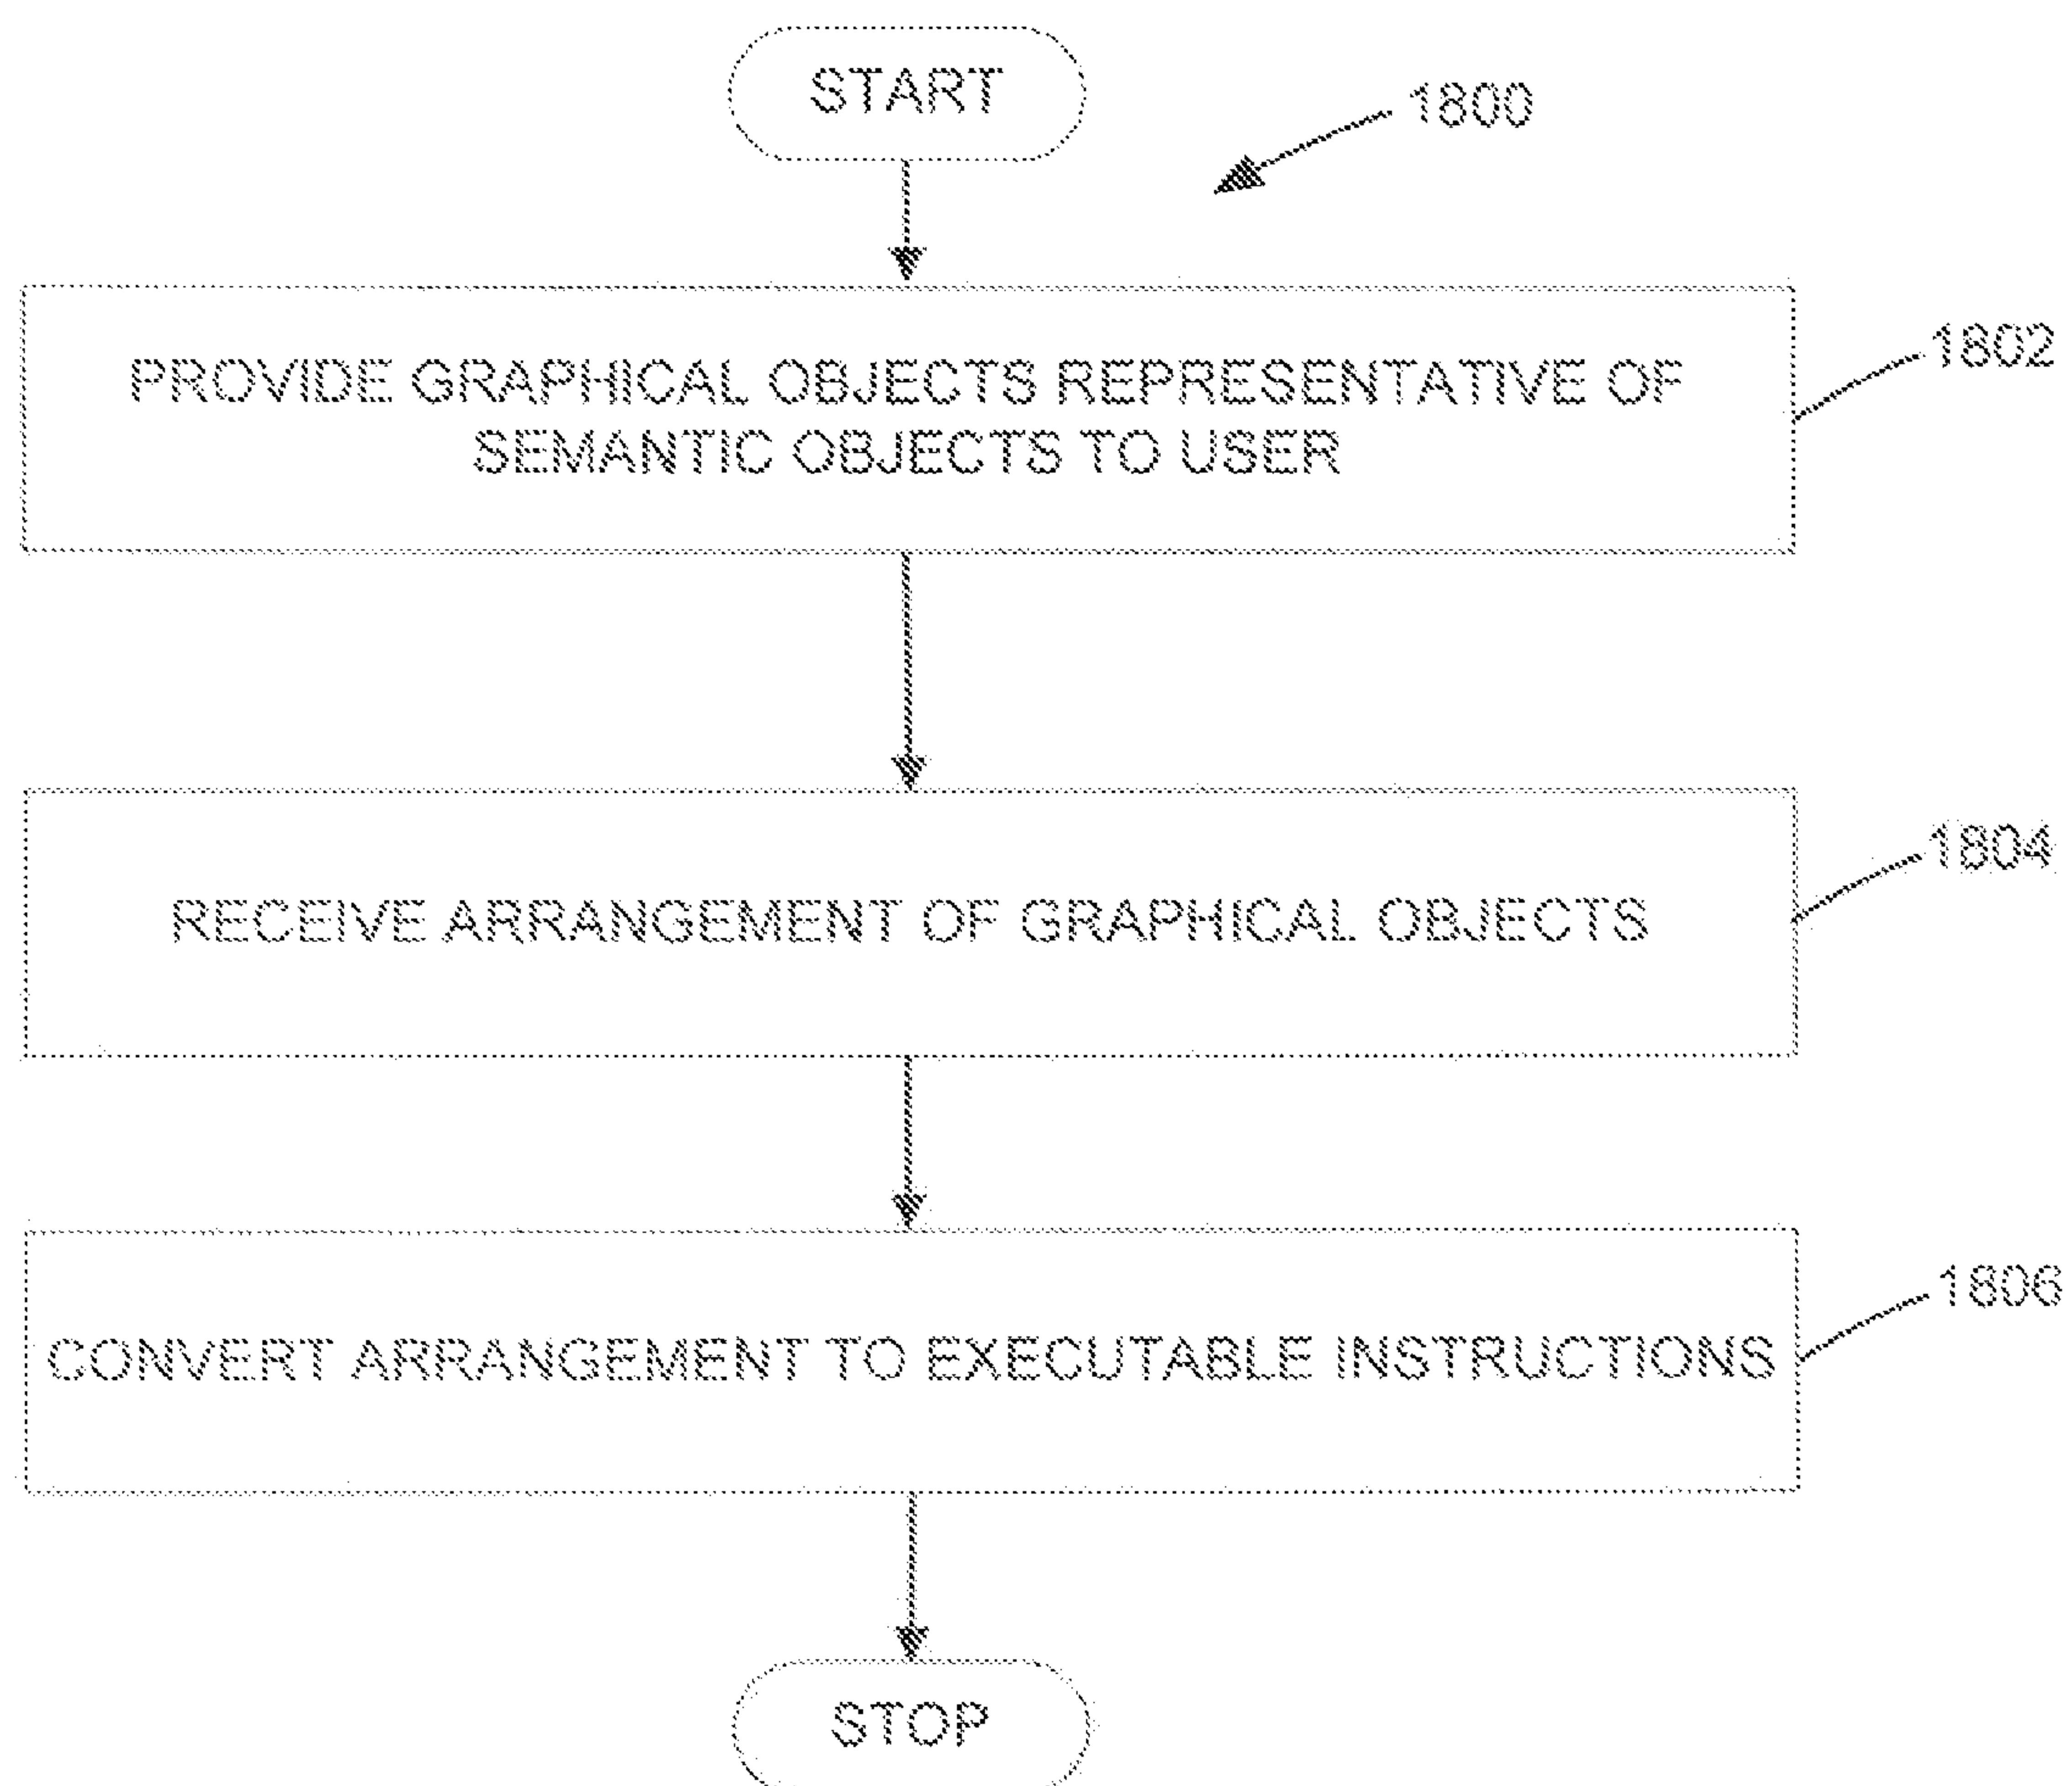 START
1800
PROVIDE GRAPHICAL OBJECTS REPRESENTATIVE OF
SEMANTIC OBJECTS TO USER
1802
RECEIVE ARRANGEMENT OF GRAPHICAL OBJECTS
1804
CONVERT ARRANGEMENT TO EXECUTABLE INSTRUCTIONS
1806
STOP